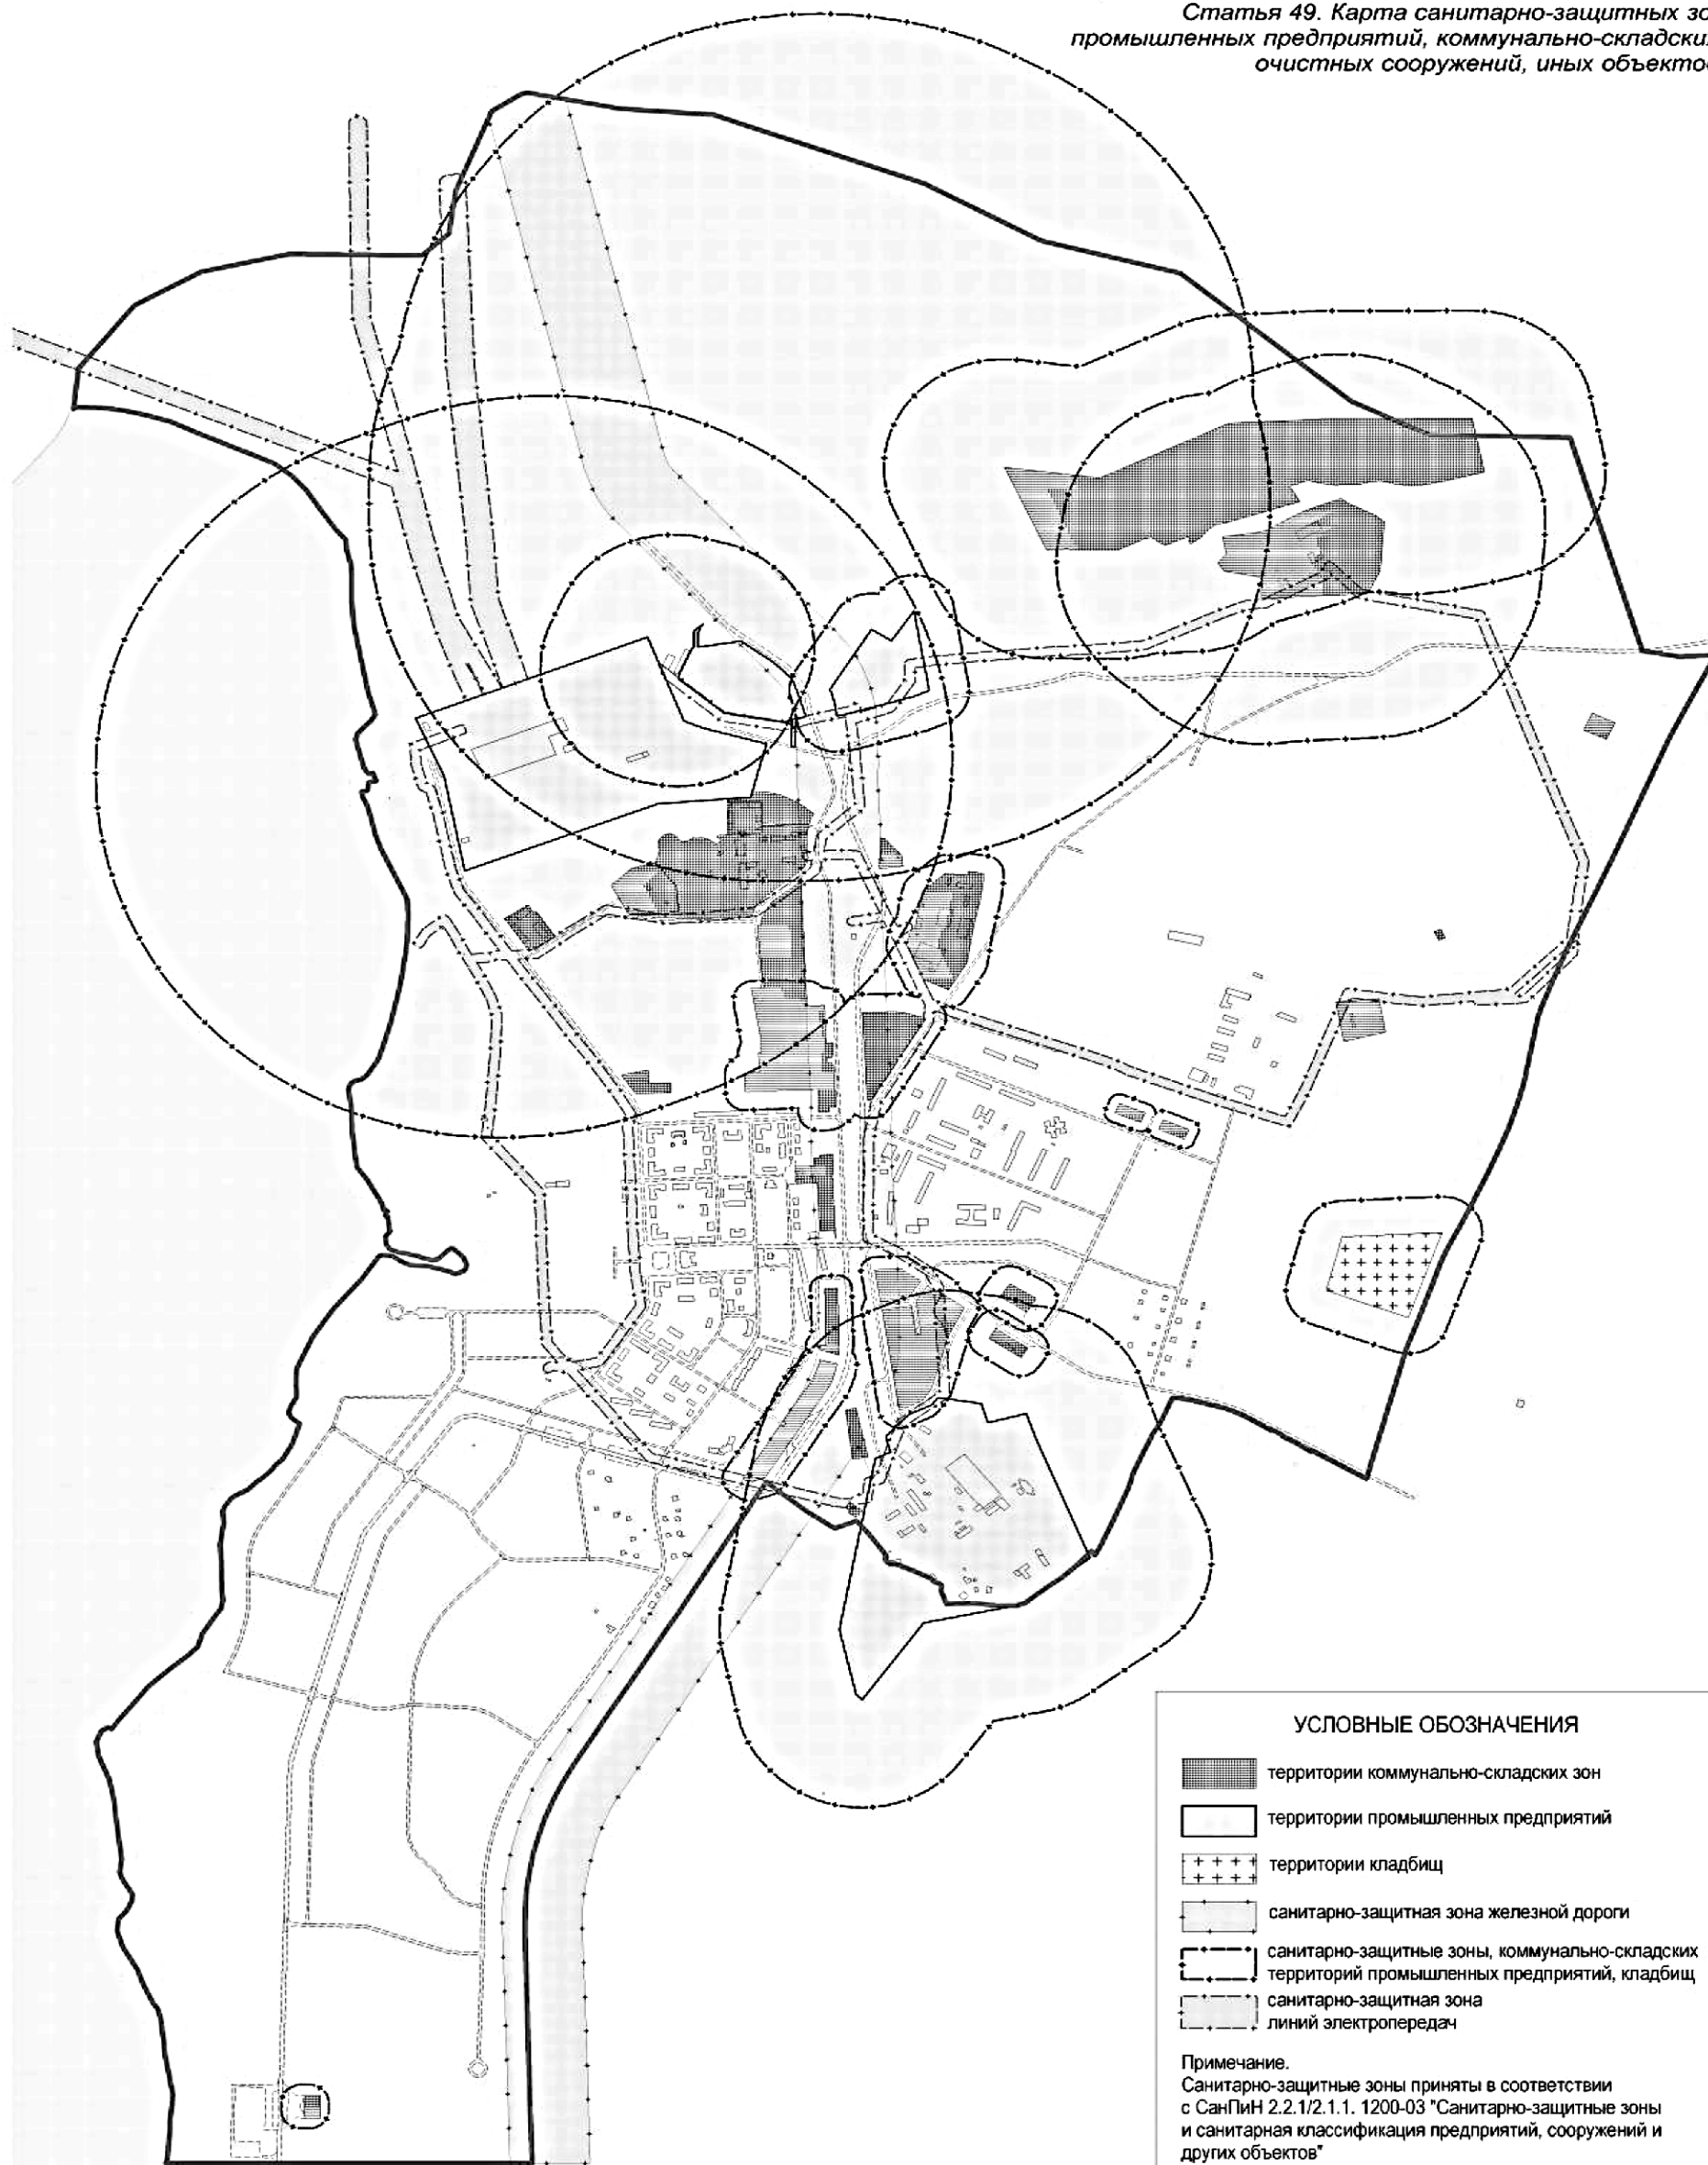 Статья 49. Карта санитарно-защитных зо
промышленных предприятий, коммунально-складски
очистных сооружений, иных объекто
УСЛОВНЫЕ ОБОЗНАЧЕНИЯ
территории коммунально-складских зон
территории промышленных предприятий
территории кладбищ
санитарно-защитная зона железной дороги
санитарно-защитные зоны, коммунально-складских
территорий промышленных предприятий, кладбищ
санитарно-защитная зона
линий электропередач
Примечание.
Санитарно-защитные зоны приняты в соответствии
с СанПиН 2.2.1/2.1.1. 1200-03 "Санитарно-защитные зоны
и санитарная классификация предприятий, сооружений и
других объектов"